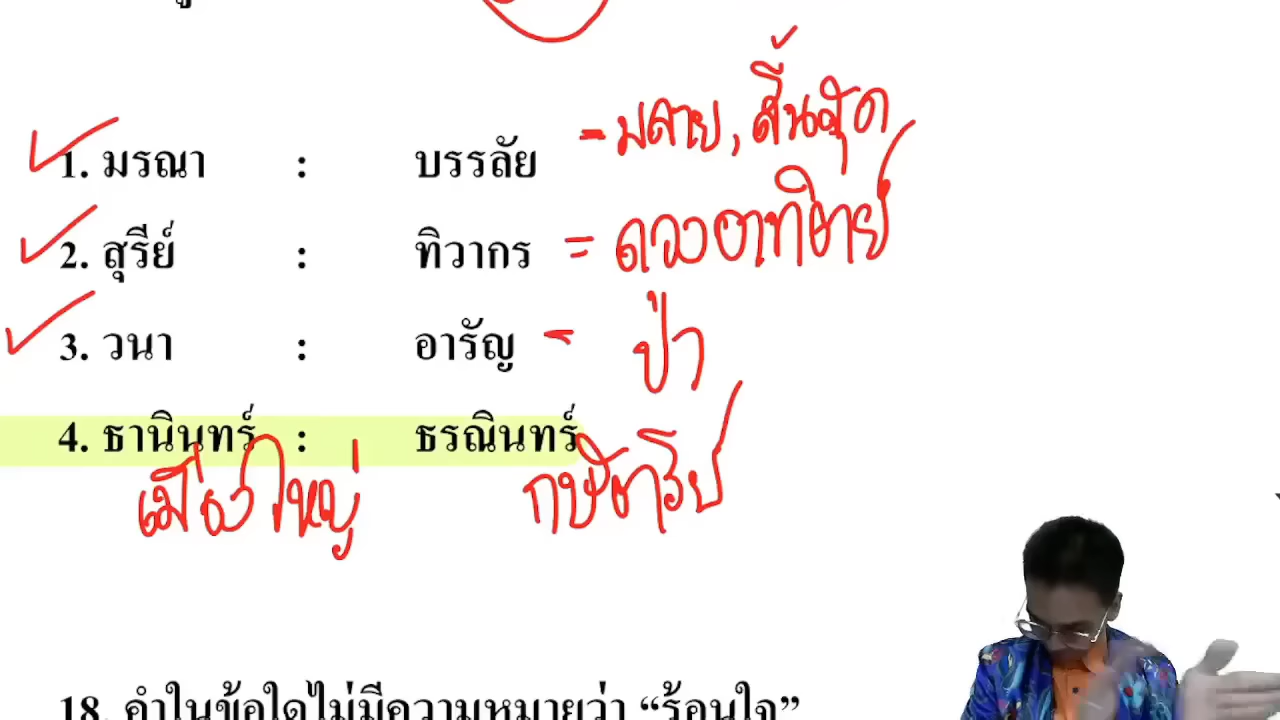 1. มรณา : บรรลัย = มลาย, สิ้นสุด
2. สุรีย์ : ทิวากร = ดวงอาทิตย์
3. วนา : อารัญ = ป่า
4. ธานินทร์ : ธรณินทร์
เมืองใหญ่ กษัตริย์
18. คำในข้อใดไม่มีความหมายว่า “ร้อนใจ”